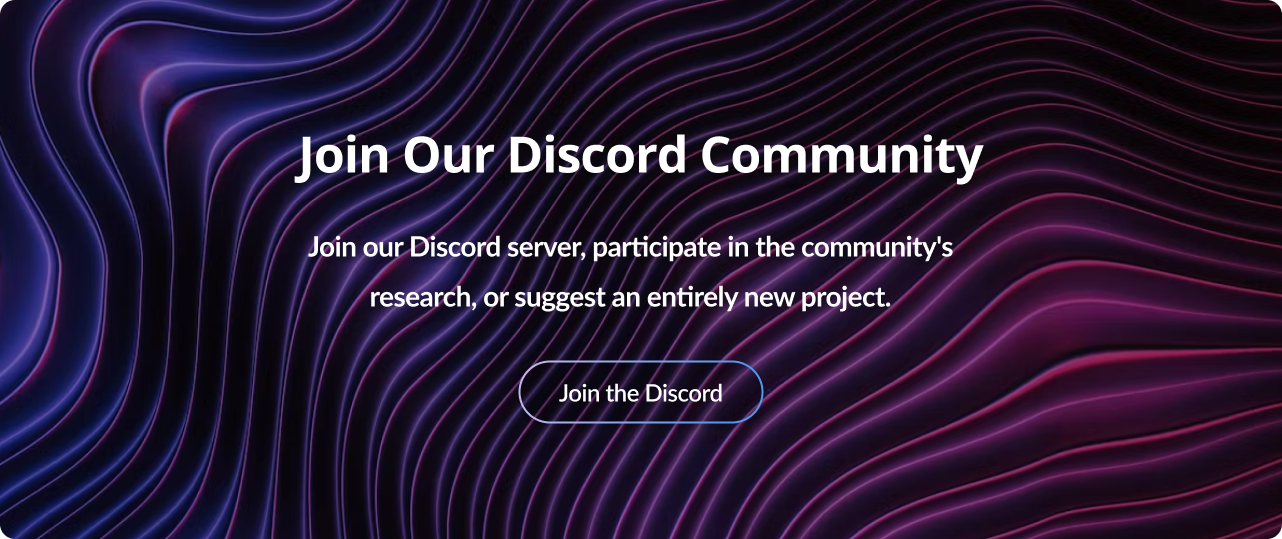 Join Our Discord Community
Join our Discord server, participate in the community's
research, or suggest an entirely new project.
Join the Discord